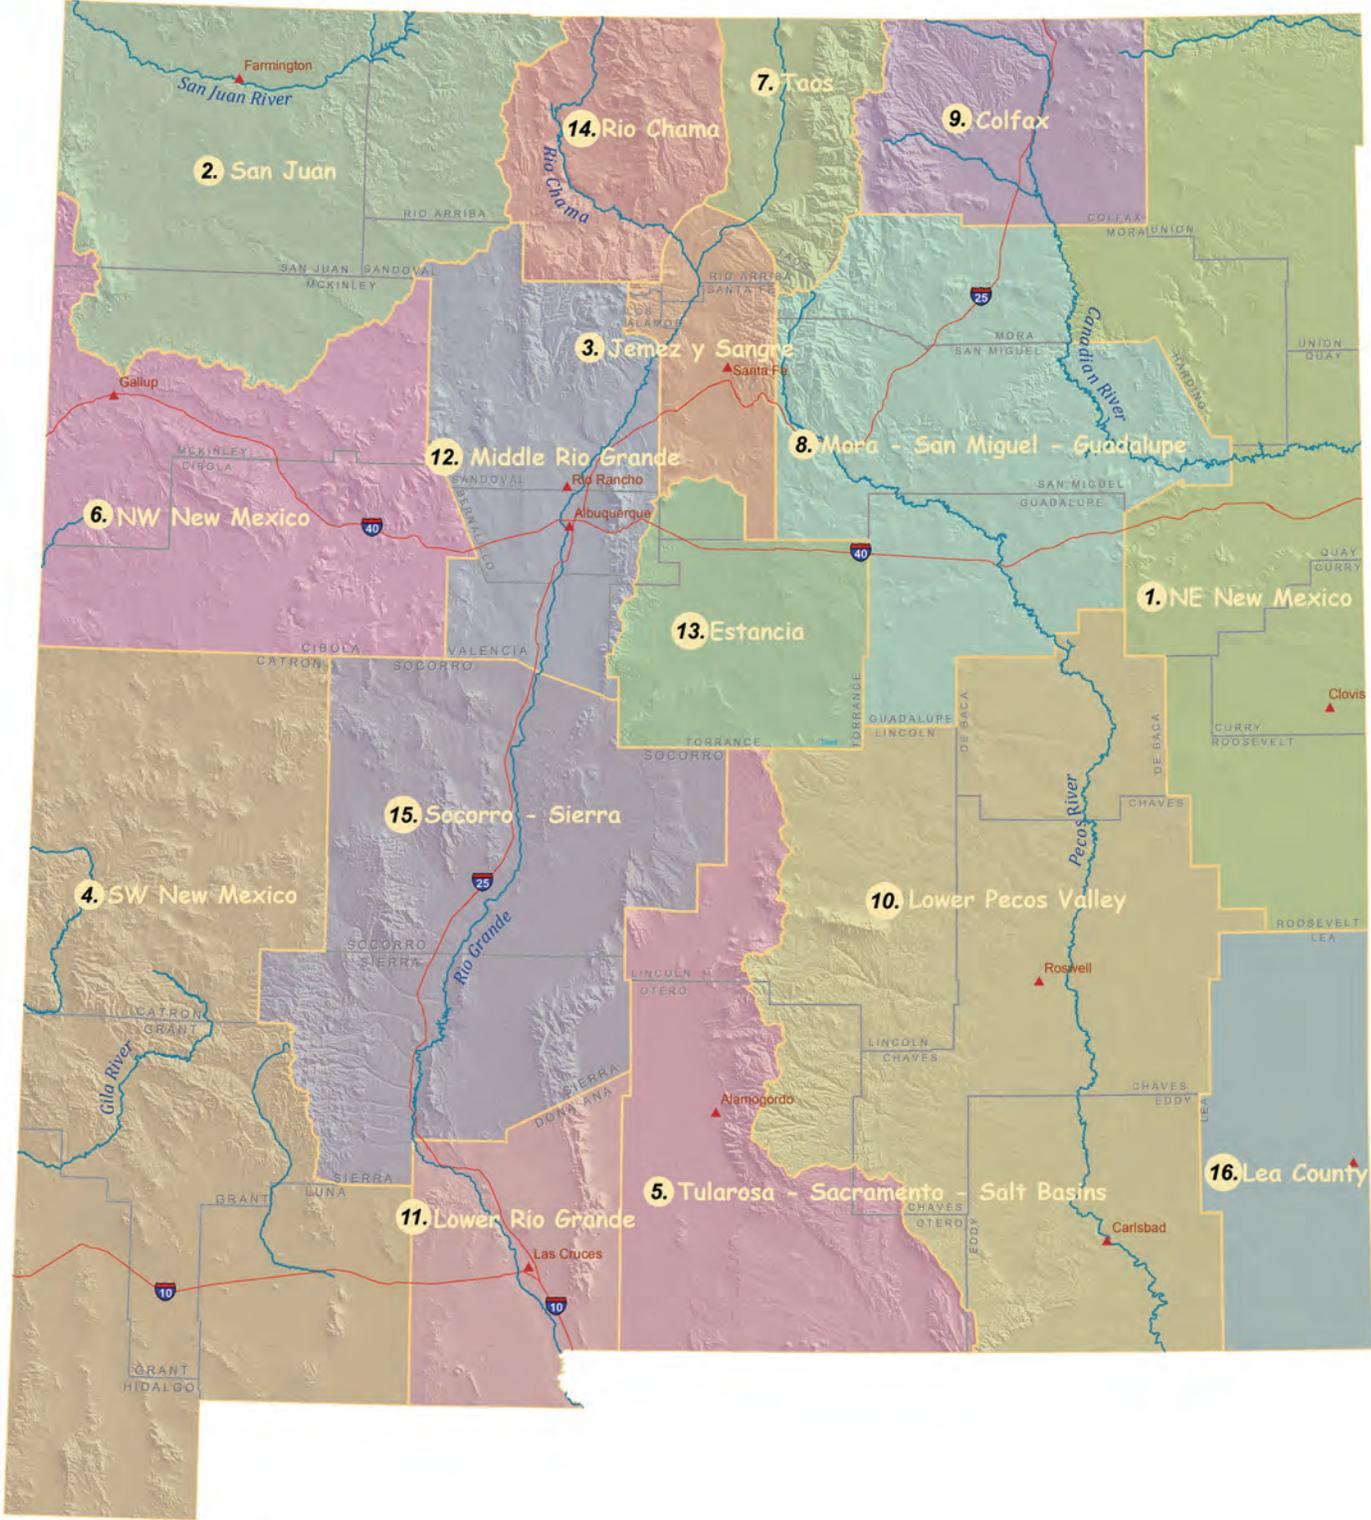 Farmington
San Juan River
7. Taos
9. Colfax
14. Rio Chama
2. San Juan
Rio Chama
RIO ARRIBA
COLFAX
MORA UNION
TAOS
SAN JUAN SANDOVAL
MCKINLEY
RIO ARRIBA
SANTA FE
25
LOS
ALAMOS
Canadian River
MORA
SAN MIGUEL
UNION
QUAY
HARDING
3. Jemez y Sangre
Santa Fe
Gallup
8. Mora - San Miguel - Guadalupe
MCKINLEY
CIBOLA
12. Middle Rio Grande
SANDOVAL
Rio Rancho
SAN MIGUEL
GUADALUPE
BERNALILLO
6. NW New Mexico
40
Albuquerque
40
QUAY
CURRY
1. NE New Mexico
13. Estancia
CIBOLA
CATRON
VALENCIA
SOCORRO
TORRANCE
GUADALUPE
LINCOLN
DE BACA
DE BACA
Clovis
CURRY
ROOSEVELT
TORRANCE
SOCORRO
Pecos River
CHAVES
15. Socorro - Sierra
25
4. SW New Mexico
10. Lower Pecos Valley
ROOSEVELT
LEA
SOCORRO
SIERRA
Rio Grande
LINCOLN
OTERO
Roswell
CATRON
GRANT
LINCOLN
CHAVES
Gila River
SIERRA
DONA ANA
Alamogordo
CHAVES
EDDY
LEA
SIERRA
LUNA
GRANT
5. Tularosa - Sacramento - Salt Basins
16. Lea County
11. Lower Rio Grande
CHAVES
OTERO
EDDY
Carlsbad
Las Cruces
10
10
GRANT
HIDALGO